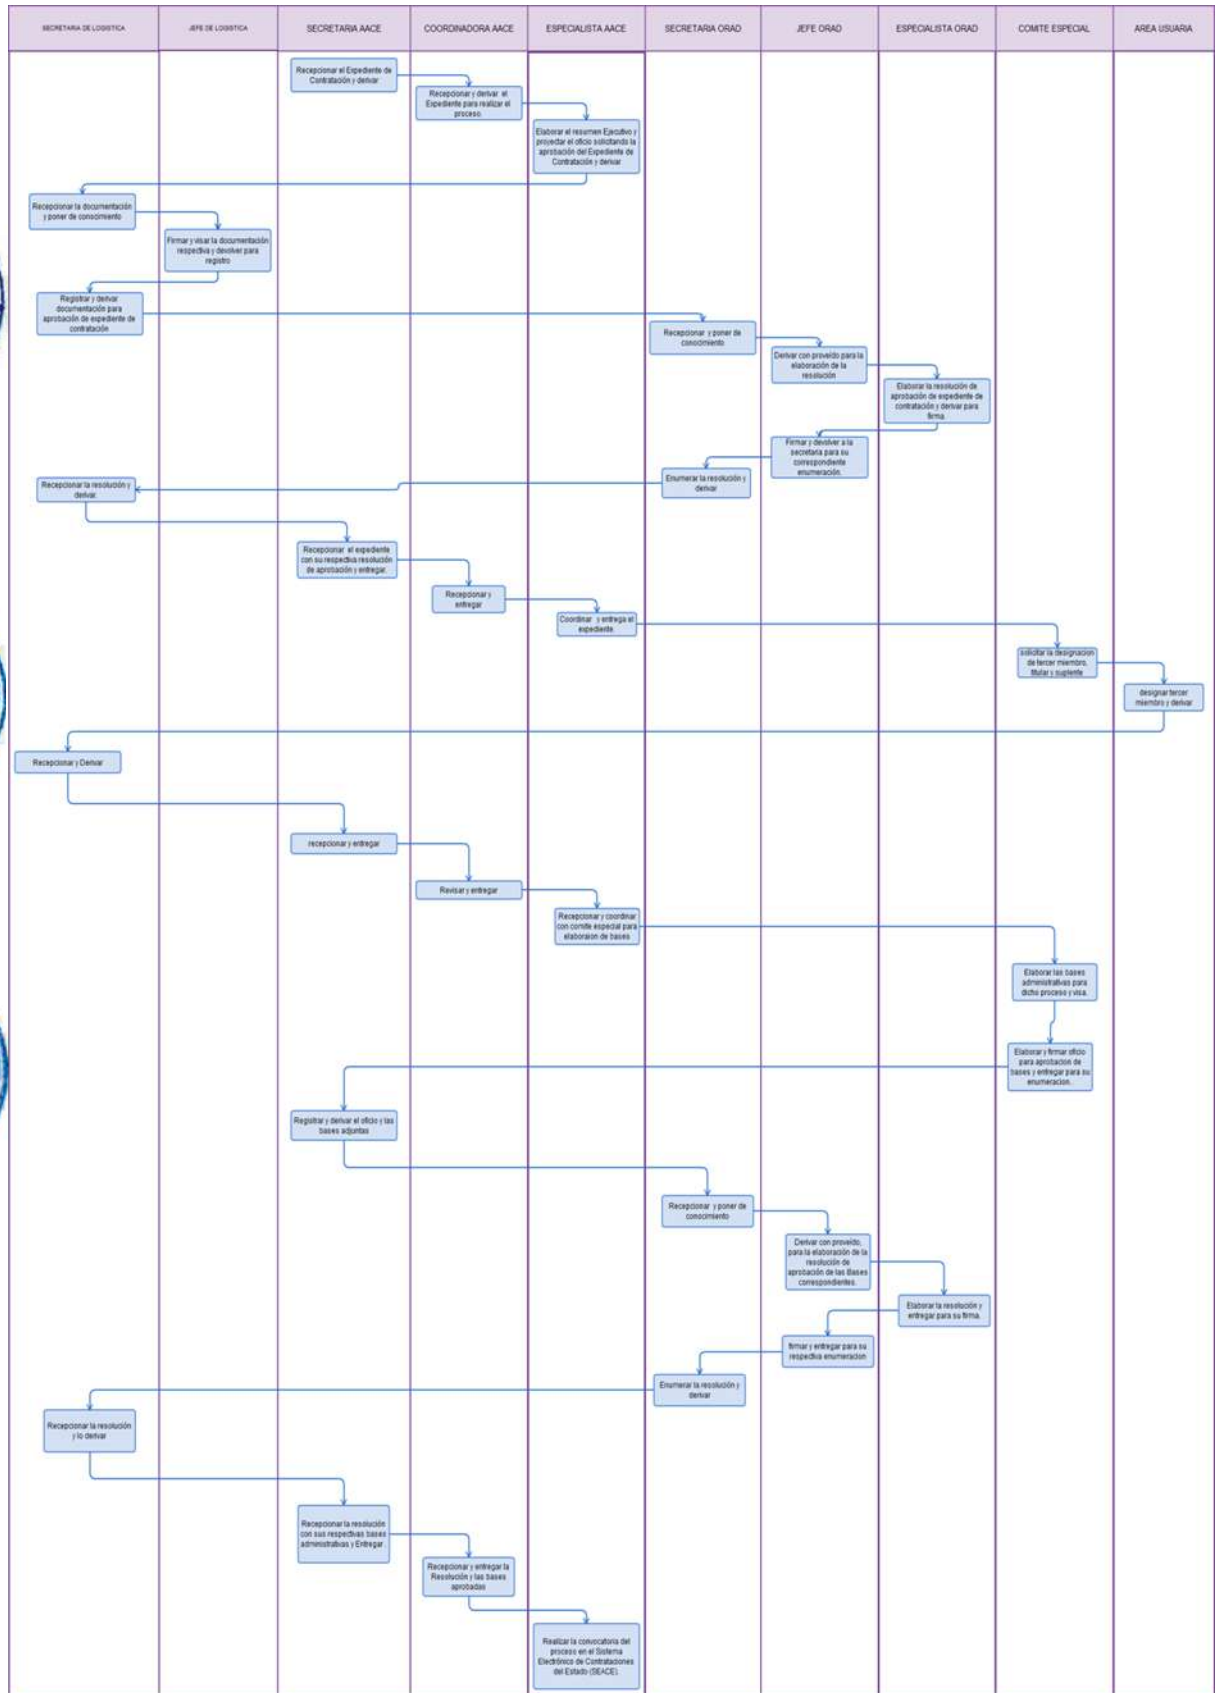 SECRETARIA DE LOGISTICA
JEFE DE LOGISTICA
SECRETARIA AACE
COORDINADORA AACE
ESPECIALISTA AACE
SECRETARIA ORAD
JEFE ORAD
ESPECIALISTA ORAD
COMITE ESPECIAL
AREA USUARIA
Recepcionar el Expediente de
Contratación y derivar
Recepcionar y derivar el
Expediente para realizar el
proceso.
Elaborar el resumen Ejecutivo y
proyectar el oficio solicitando la
aprobación del Expediente de
Contratación y derivar
Recepcionar la documentación
y poner de conocimiento
Firmar y visar la documentación
respectiva y devolver para
registro
Registrar y derivar
documentación para
aprobación de expediente de
contratación
Recepcionar y poner de
conocimiento
Derivar con proveído para la
elaboración de la
resolución
Elaborar la resolución de
aprobación de expediente de
contratación y derivar para
firma.
Firmar y devolver a la
secretaria para su
correspondiente
enumeración.
Enumerar la resolución y
derivar
Recepcionar la resolución y
derivar.
Recepcionar el expediente
con su respectiva resolución
de aprobación y entregar.
Recepcionar y
entregar
Coordinar y entrega el
expediente.
solicitar la designacion
de tercer miembro,
titular y suplente
designar tercer
miembro y derivar
Recepcionar y Derivar
recepcionar y entregar
Revisar y entregar
Recepcionar y coordinar
con comite especial para
elaboraion de bases
Elaborar las bases
administrativas para
dicho proceso y visa.
Elaborar y firmar oficio
para aprobacion de
bases y entregar para su
enumeracion.
Registrar y derivar el oficio y las
bases adjuntas
Recepcionar y poner de
conocimiento
Derivar con proveído,
para la elaboración de la
resolución de
aprobación de las Bases
correspondientes.
Elaborar la resolución y
entregar para su firma.
firmar y entregar para su
respectiva enumeracion
Enumerar la resolución y
derivar
Recepcionar la resolución
y lo derivar
Recepcionar la resolución
con sus respectivas bases
administrativas y Entregar.
Recepcionar y entregar la
Resolución y las bases
aprobadas
Realizar la convocatoria del
proceso en el Sistema
Electrónico de Contrataciones
del Estado (SEACE).